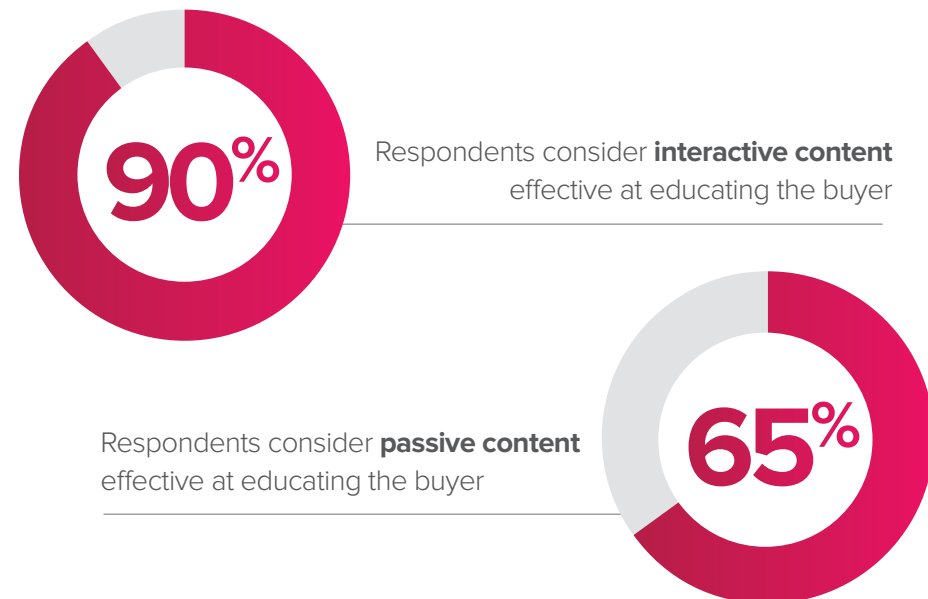 90%
Respondents consider interactive content
effective at educating the buyer
Respondents consider passive content
effective at educating the buyer
65%